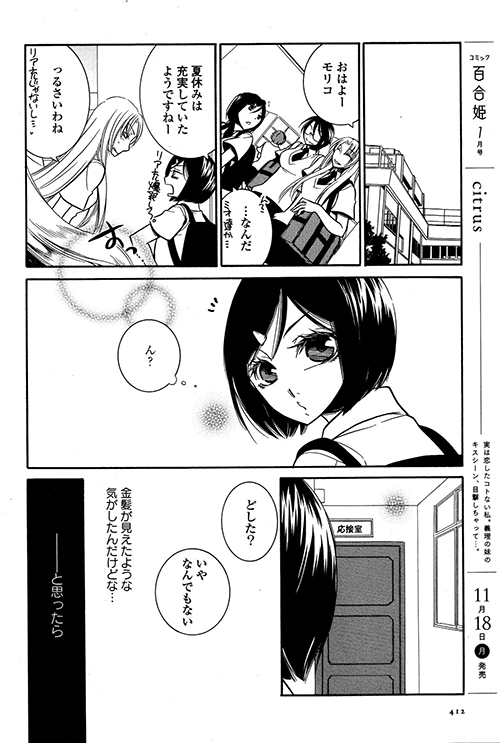 コミック
百合姫
1月号
citrus
実は恋したコトない私。義理の妹の
キスシーン、目撃しちゃって…。
11月18日(月)発売
おはよー
モリコ
…なんだ
ミオ達か…
夏休みは
充実していた
ようですねー
リア充爆ぜろ。
つるさいわね
リア充じゃないし…。
ん?
応接室
どした?
いや
なんでもない
金髪が見えたような
気がしたんだけどな…
――と思ったら
412